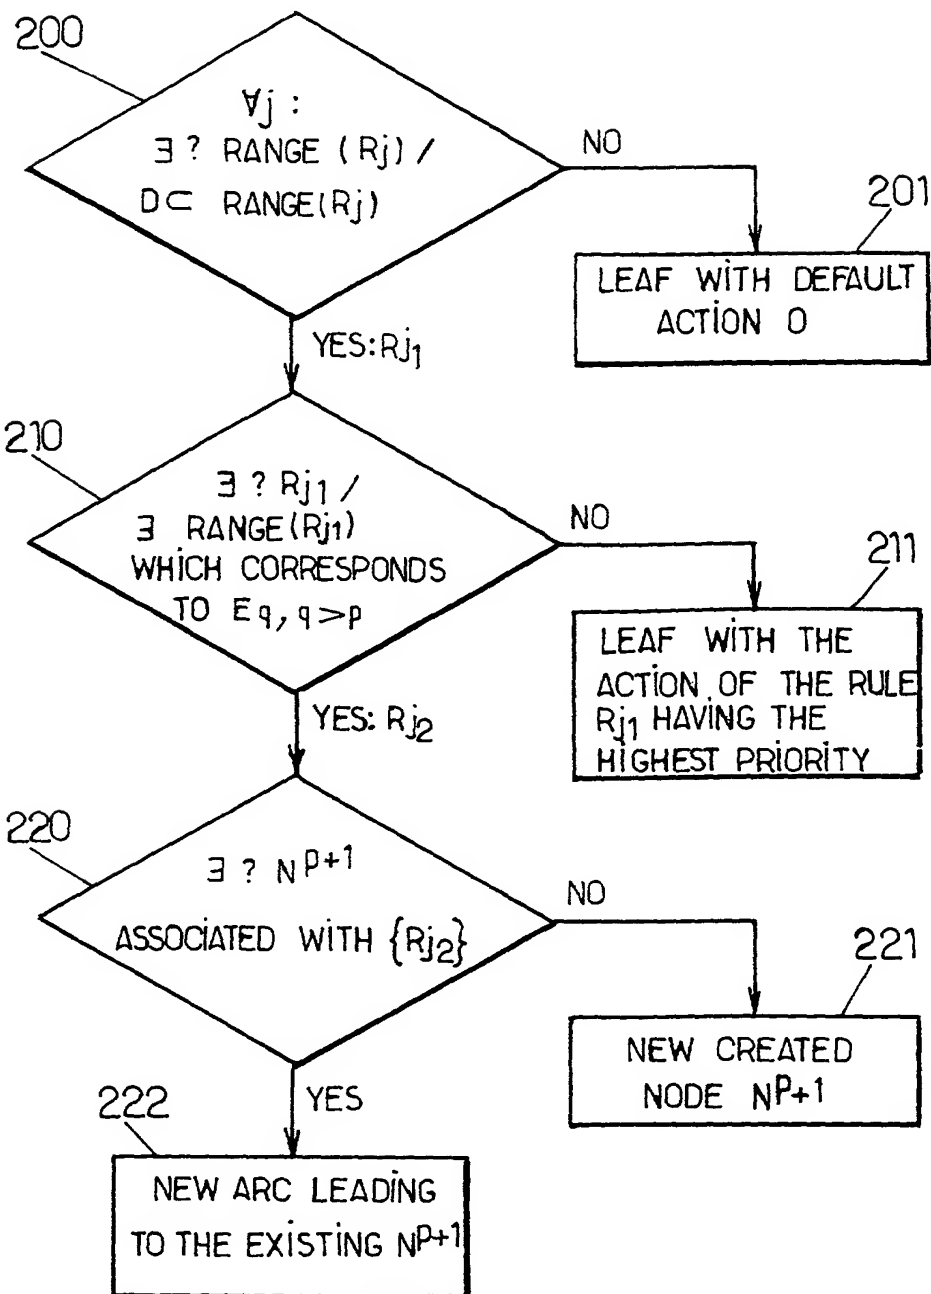 200
∀j :
∃ ? RANGE (Rj) /
D⊂ RANGE(Rj)
NO
201
LEAF WITH DEFAULT
ACTION 0
YES:Rj1
210
∃ ? Rj1 /
∃ RANGE(Rj1)
WHICH CORRESPONDS
TO Eq, q>p
NO
211
LEAF WITH THE
ACTION OF THE RULE
Rj1 HAVING THE
HIGHEST PRIORITY
YES: Rj2
220
∃ ? N^P+1
ASSOCIATED WITH {Rj2}
NO
221
NEW CREATED
NODE N^P+1
YES
222
NEW ARC LEADING
TO THE EXISTING N^P+1